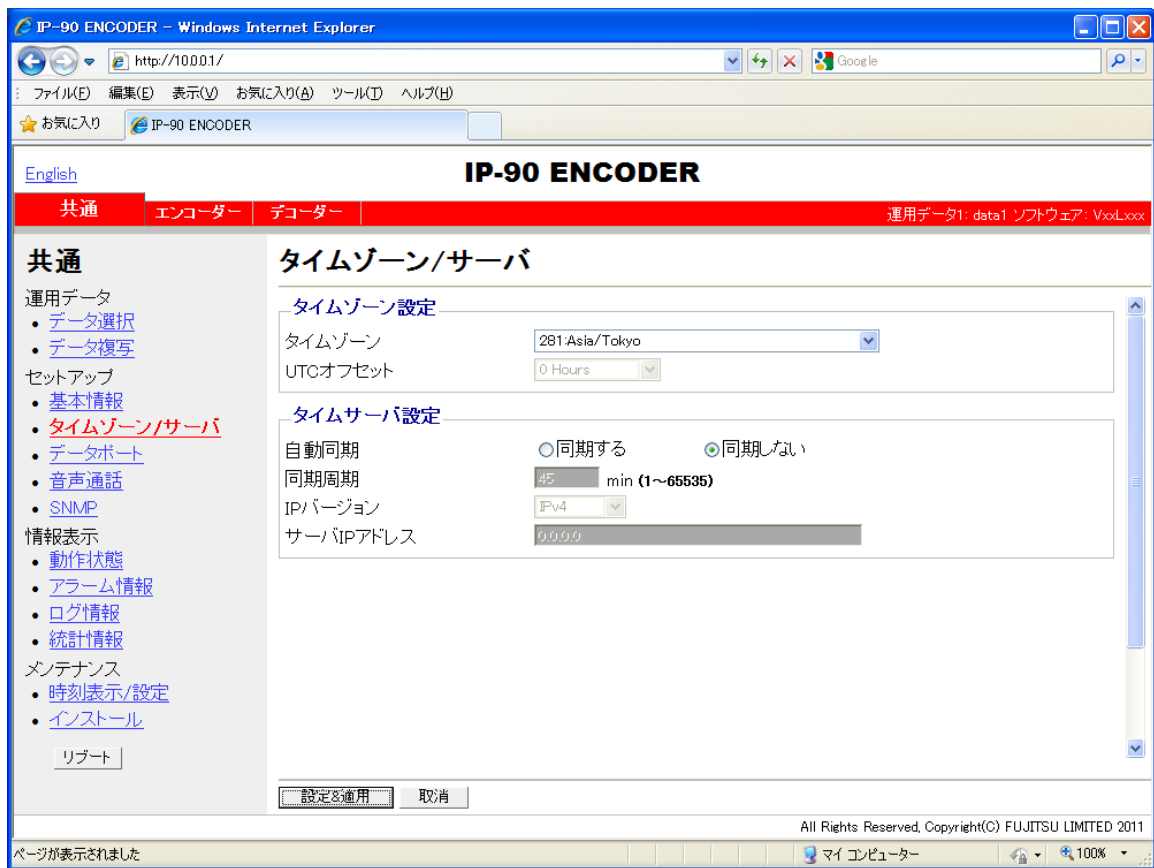 IP-90 ENCODER - Windows Internet Explorer
http://10.0.0.1/
Google
ファイル(F) 編集(E) 表示(V) お気に入り(A) ツール(T) ヘルプ(H)
お気に入り IP-90 ENCODER
English
IP-90 ENCODER
共通 エンコーダー デコーダー
運用データ1: data1 ソフトウェア: VxxLxxx
共通
運用データ
データ選択
データ複写
セットアップ
基本情報
タイムゾーン/サーバ
データポート
音声通話
SNMP
情報表示
動作状態
アラーム情報
ログ情報
統計情報
メンテナンス
時刻表示/設定
インストール
リブート
タイムゾーン/サーバ
タイムゾーン設定
タイムゾーン 281:Asia/Tokyo
UTCオフセット 0 Hours
タイムサーバ設定
自動同期 同期する 同期しない
同期周期 45 min (1～65535)
IPバージョン IPv4
サーバIPアドレス 0.0.0.0
設定&適用 取消
All Rights Reserved, Copyright(C) FUJITSU LIMITED 2011
ページが表示されました マイ コンピューター 100%